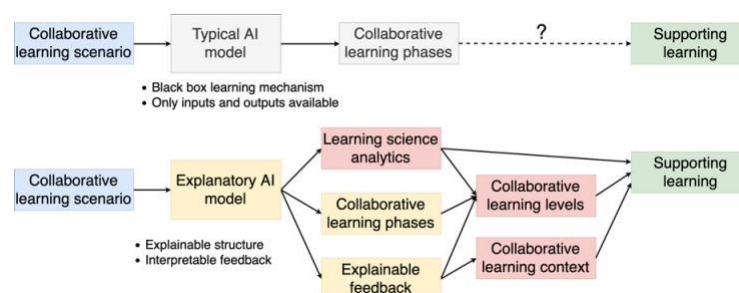 Collaborative
learning scenario
Typical AI
model
Collaborative
learning phases
?
Supporting
learning
• Black box learning mechanism
• Only inputs and outputs available
Collaborative
learning scenario
Explanatory AI
model
• Explainable structure
• Interpretable feedback
Learning science
analytics
Collaborative
learning phases
Explainable
feedback
Collaborative
learning levels
Collaborative
learning context
Supporting
learning